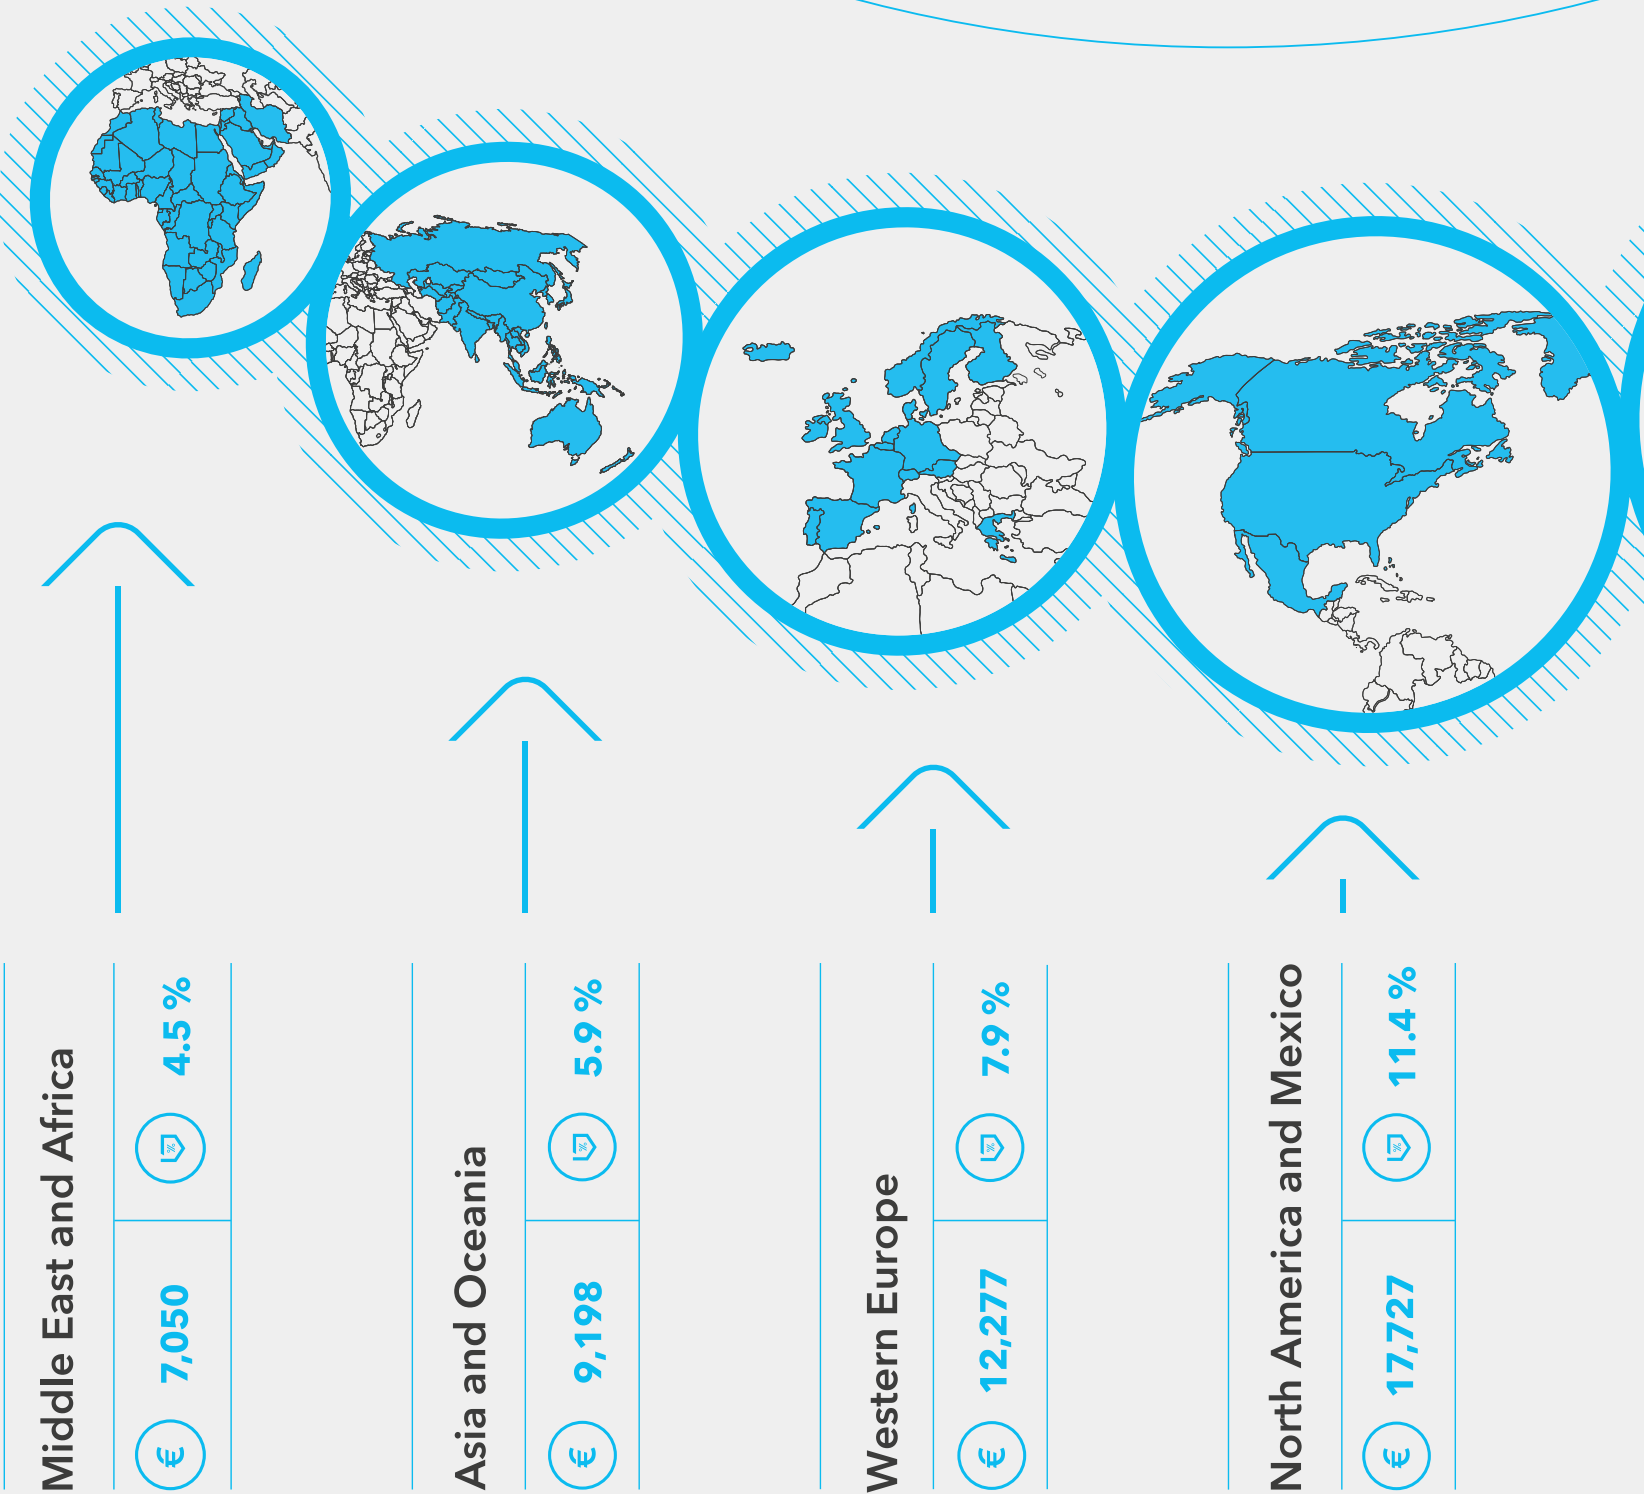 Middle East and Africa
€ 7,050
% 4.5 %
Asia and Oceania
€ 9,198
% 5.9 %
Western Europe
€ 12,277
% 7.9 %
North America and Mexico
€ 17,727
% 11.4 %